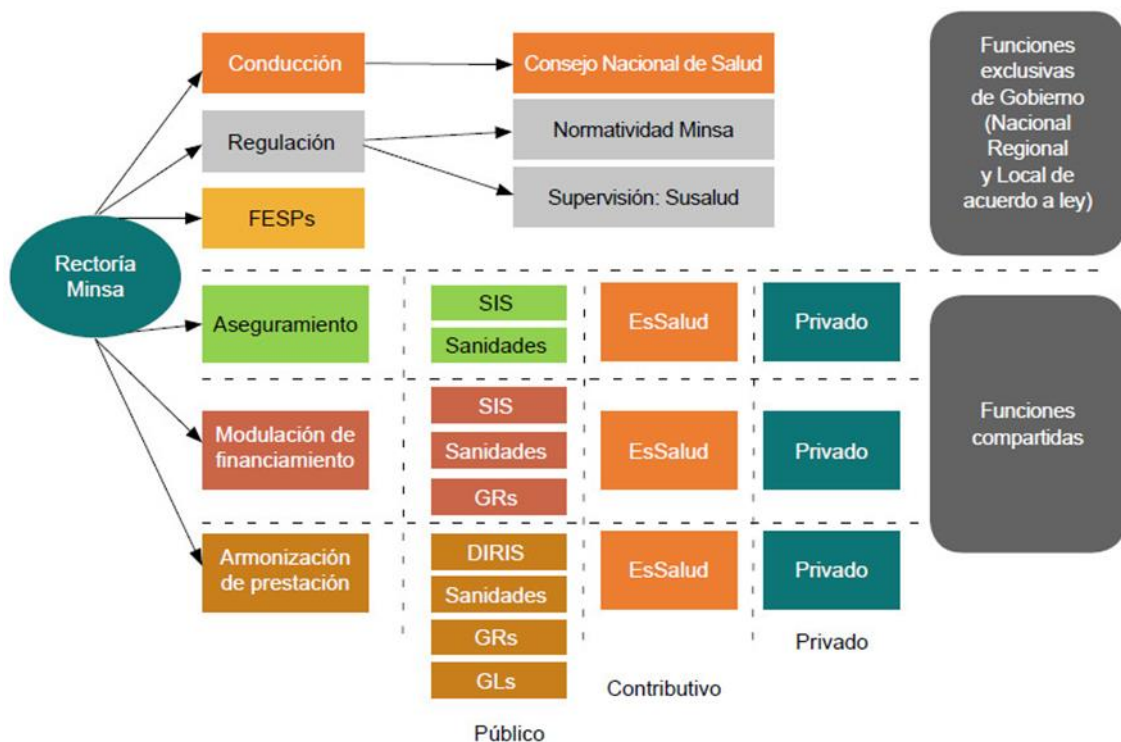 Conducción
Consejo Nacional de Salud
Regulación
Normatividad Minsa
Supervisión: Susalud
FESPs
Funciones
exclusivas
de Gobierno
(Nacional
Regional
y Local de
acuerdo a ley)
Rectoría
Minsa
Aseguramiento
SIS
Sanidades
EsSalud
Privado
Modulación de
financiamiento
SIS
Sanidades
GRs
EsSalud
Privado
Funciones
compartidas
Armonización
de prestación
DIRIS
Sanidades
GRs
GLs
EsSalud
Privado
Público
Contributivo
Privado